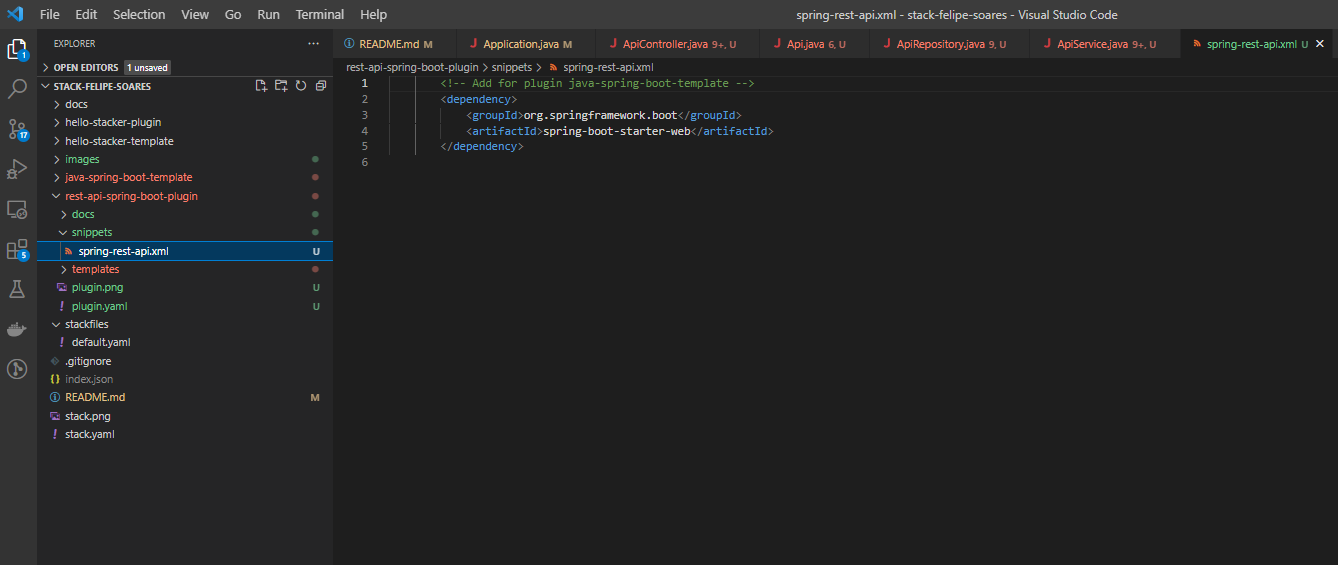 File Edit Selection View Go Run Terminal Help spring-rest-api.xml - stack-felipe-soares - Visual Studio Code
EXPLORER ···
README.md M Application.java M ApiController.java 9+, U Api.java 6, U ApiRepository.java 9, U ApiService.java 9+, U spring-rest-api.xml U
OPEN EDITORS 1 unsaved
rest-api-spring-boot-plugin > snippets > spring-rest-api.xml
STACK-FELIPE-SOARES
docs
hello-stacker-plugin
hello-stacker-template
images
java-spring-boot-template
rest-api-spring-boot-plugin
docs
snippets
spring-rest-api.xml U
templates
plugin.png U
plugin.yaml U
stackfiles
default.yaml
.gitignore
index.json
README.md M
stack.png
stack.yaml
1 <!-- Add for plugin java-spring-boot-template -->
2 <dependency>
3 <groupId>org.springframework.boot</groupId>
4 <artifactId>spring-boot-starter-web</artifactId>
5 </dependency>
6
1
17
5